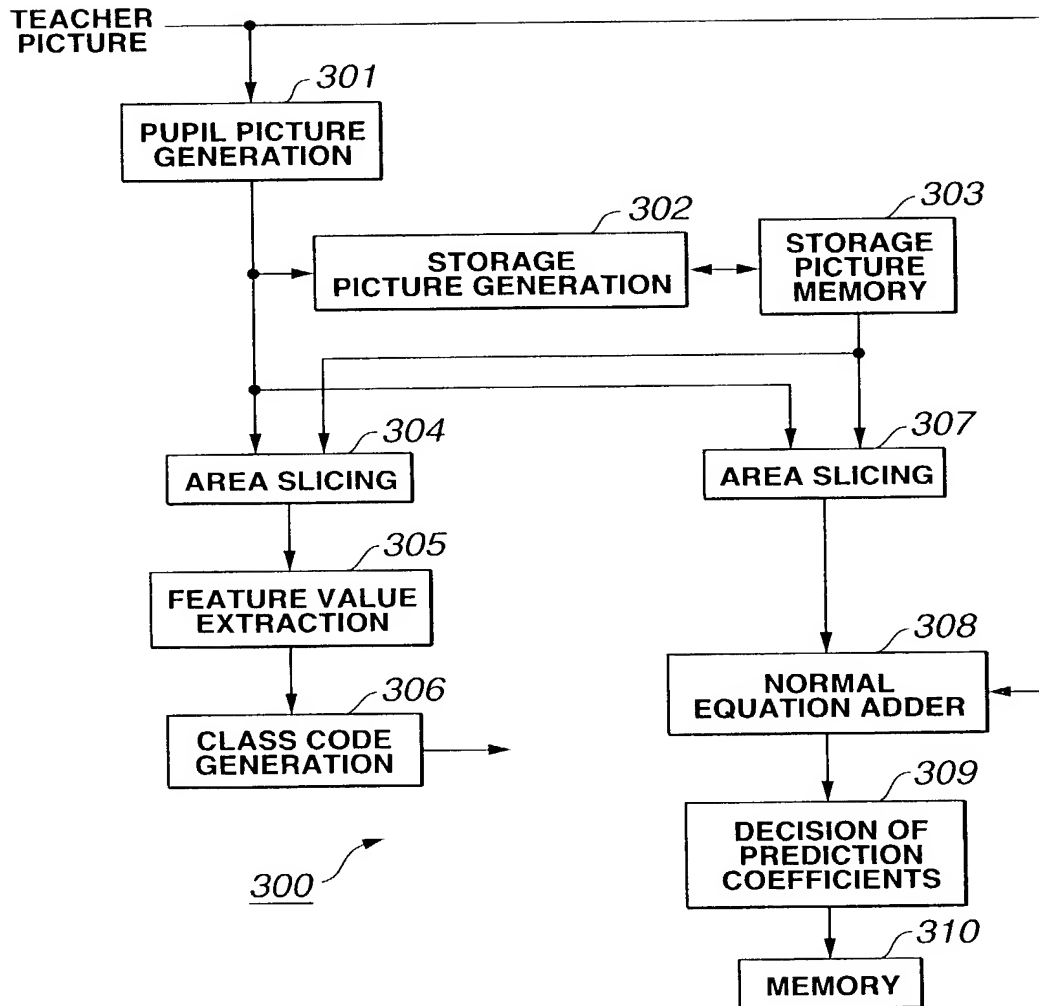 TEACHER
PICTURE
301
PUPIL PICTURE
GENERATION
302
STORAGE
PICTURE GENERATION
303
STORAGE
PICTURE
MEMORY
304
AREA SLICING
307
AREA SLICING
305
FEATURE VALUE
EXTRACTION
308
NORMAL
EQUATION ADDER
306
CLASS CODE
GENERATION
309
DECISION OF
PREDICTION
COEFFICIENTS
300
310
MEMORY